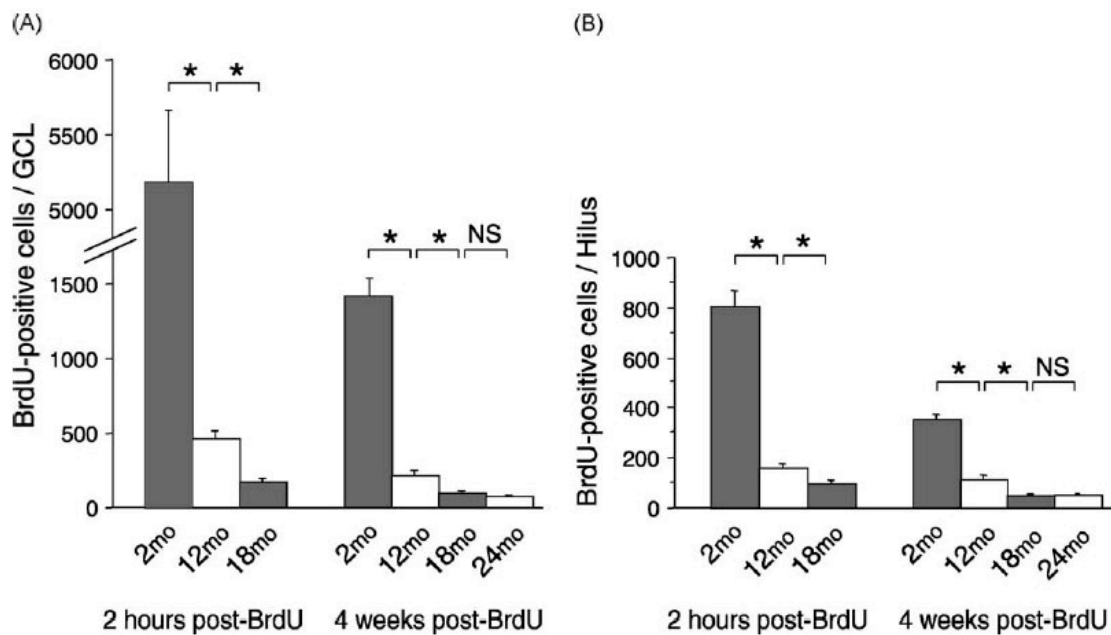 (A)
BrdU-positive cells / GCL
6000
5500
5000
1500
1000
500
0
* *
* * NS
2mo 12mo 18mo 2mo 12mo 18mo 24mo
2 hours post-BrdU 4 weeks post-BrdU
(B)
BrdU-positive cells / Hilus
1000
800
600
400
200
0
* *
* * NS
2mo 12mo 18mo 2mo 12mo 18mo 24mo
2 hours post-BrdU 4 weeks post-BrdU